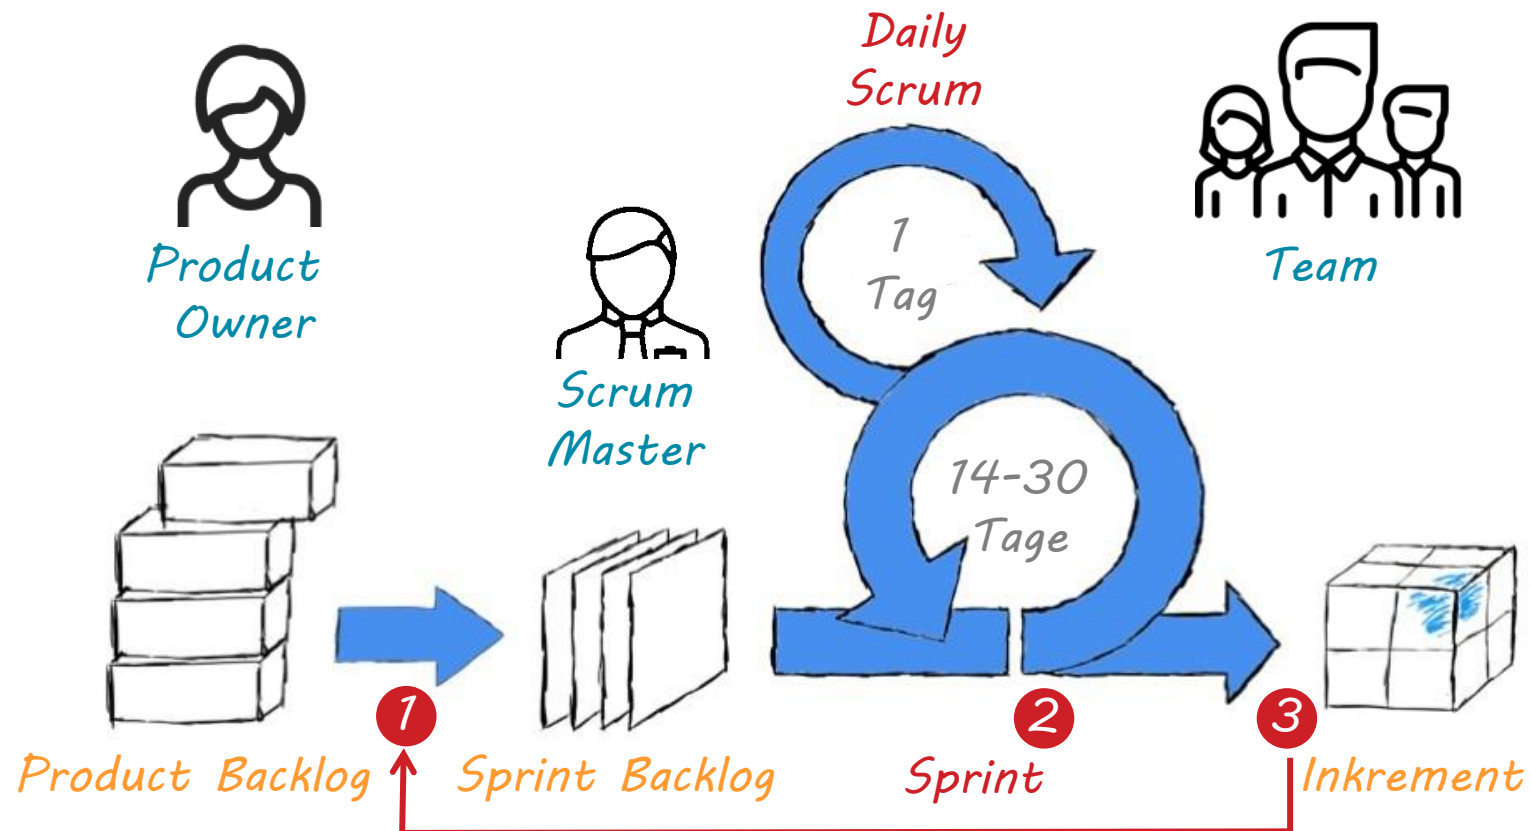 Daily
Scrum
Product
Owner
Scrum
Master
1
Tag
14-30
Tage
Team
1
2
3
Product Backlog
Sprint Backlog
Sprint
Inkrement